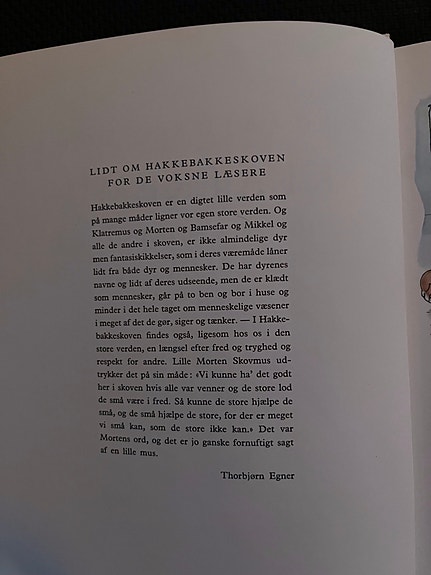 LIDT OM HAKKEBAKKESKOVEN
FOR DE VOKSNE LÆSERE
Hakkebakkeskoven er en digtet lille verden som
på mange måder ligner vor egen store verden. Og
Klatremus og Morten og Bamsefar og Mikkel og
alle de andre i skoven, er ikke almindelige dyr
men fantasiskikkelser, som i deres væremåde låner
lidt fra både dyr og mennesker. De har dyrenes
navne og lidt af deres udseende, men de er klædt
som mennesker, går på to ben og bor i huse og
minder i det hele taget om menneskelige væsener
i meget af det de gør, siger og tænker. — I Hakke-
bakkeskoven findes også, ligesom hos os i den
store verden, en længsel efter fred og tryghed og
respekt for andre. Lille Morten Skovmus ud-
trykker det på sin måde: «Vi kunne ha' det godt
her i skoven hvis alle var venner og de store lod
de små være i fred. Så kunne de store hjælpe de
små, og de små hjælpe de store, for der er meget
vi små kan, som de store ikke kan.» Det var
Mortens ord, og det er jo ganske fornuftigt sagt
af en lille mus.
Thorbjørn Egner